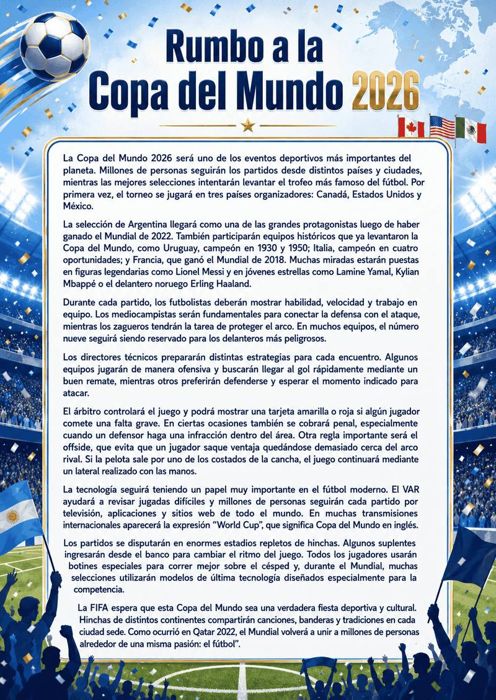 Rumbo a la
Copa del Mundo 2026
La Copa del Mundo 2026 será uno de los eventos deportivos más importantes del
planeta. Millones de personas seguirán los partidos desde distintos países y ciudades,
mientras las mejores selecciones intentarán levantar el trofeo más famoso del fútbol. Por
primera vez, el torneo se jugará en tres países organizadores: Canadá, Estados Unidos y
México.
La selección de Argentina llegará como una de las grandes protagonistas luego de haber
ganado el Mundial de 2022. También participarán equipos históricos que ya levantaron la
Copa del Mundo, como Uruguay, campeón en 1930 y 1950; Italia, campeón en cuatro
oportunidades; y Francia, que ganó el Mundial de 2018. Muchas miradas estarán puestas
en figuras legendarias como Lionel Messi y en jóvenes estrellas como Lamine Yamal, Kylian
Mbappé o el delantero noruego Erling Haaland.
Durante cada partido, los futbolistas deberán mostrar habilidad, velocidad y trabajo en
equipo. Los mediocampistas serán fundamentales para conectar la defensa con el ataque,
mientras los zagueros tendrán la tarea de proteger el arco. En muchos equipos, el número
nueve seguirá siendo reservado para los delanteros más peligrosos.
Los directores técnicos prepararán distintas estrategias para cada encuentro. Algunos
equipos jugarán de manera ofensiva y buscarán llegar al gol rápidamente mediante un
buen remate, mientras otros preferirán defenderse y esperar el momento indicado para
atacar.
El árbitro controlará el juego y podrá mostrar una tarjeta amarilla o roja si algún jugador
comete una falta grave. En ciertas ocasiones también se cobrará penal, especialmente
cuando un defensor haga una infracción dentro del área. Otra regla importante será el
offside, que evita que un jugador saque ventaja quedándose demasiado cerca del arco
rival. Si la pelota sale por uno de los costados de la cancha, el juego continuará mediante
un lateral realizado con las manos.
La tecnología seguirá teniendo un papel muy importante en el fútbol moderno. El VAR
ayudará a revisar jugadas difíciles y millones de personas seguirán cada partido por
televisión, aplicaciones y sitios web de todo el mundo. En muchas transmisiones
internacionales aparecerá la expresión “World Cup”, que significa Copa del Mundo en inglés.
Los partidos se disputarán en enormes estadios repletos de hinchas. Algunos suplentes
ingresarán desde el banco para cambiar el ritmo del juego. Todos los jugadores usarán
botines especiales para correr mejor sobre el césped y, durante el Mundial, muchas
selecciones utilizarán modelos de última tecnología diseñados especialmente para la
competencia.
La FIFA espera que esta Copa del Mundo sea una verdadera fiesta deportiva y cultural.
Hinchas de distintos continentes compartirán canciones, banderas y tradiciones en cada
ciudad sede. Como ocurrió en Qatar 2022, el Mundial volverá a unir a millones de personas
alrededor de una misma pasión: el fútbol”.